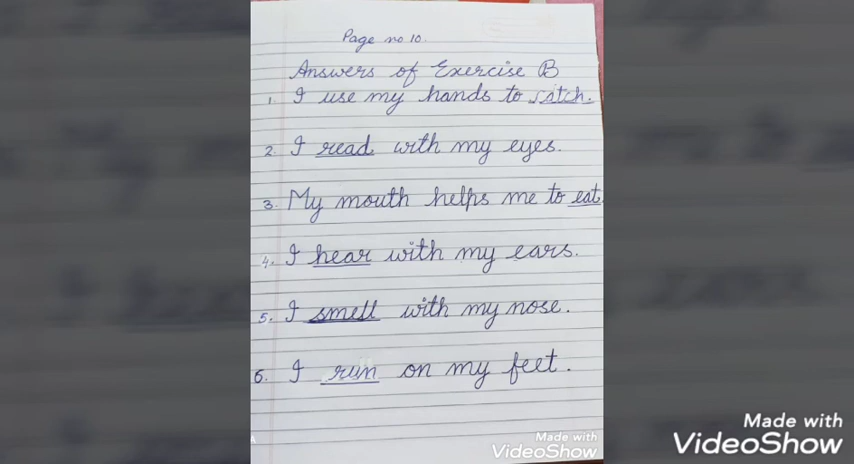 Page no 10.
Answers of Exercise B
1. I use my hands to catch.
2. I read with my eyes.
3. My mouth helps me to eat.
4. I hear with my ears.
5. I smell with my nose.
6. I run on my feet.
Made with
VideoShow
Made with
VideoShow